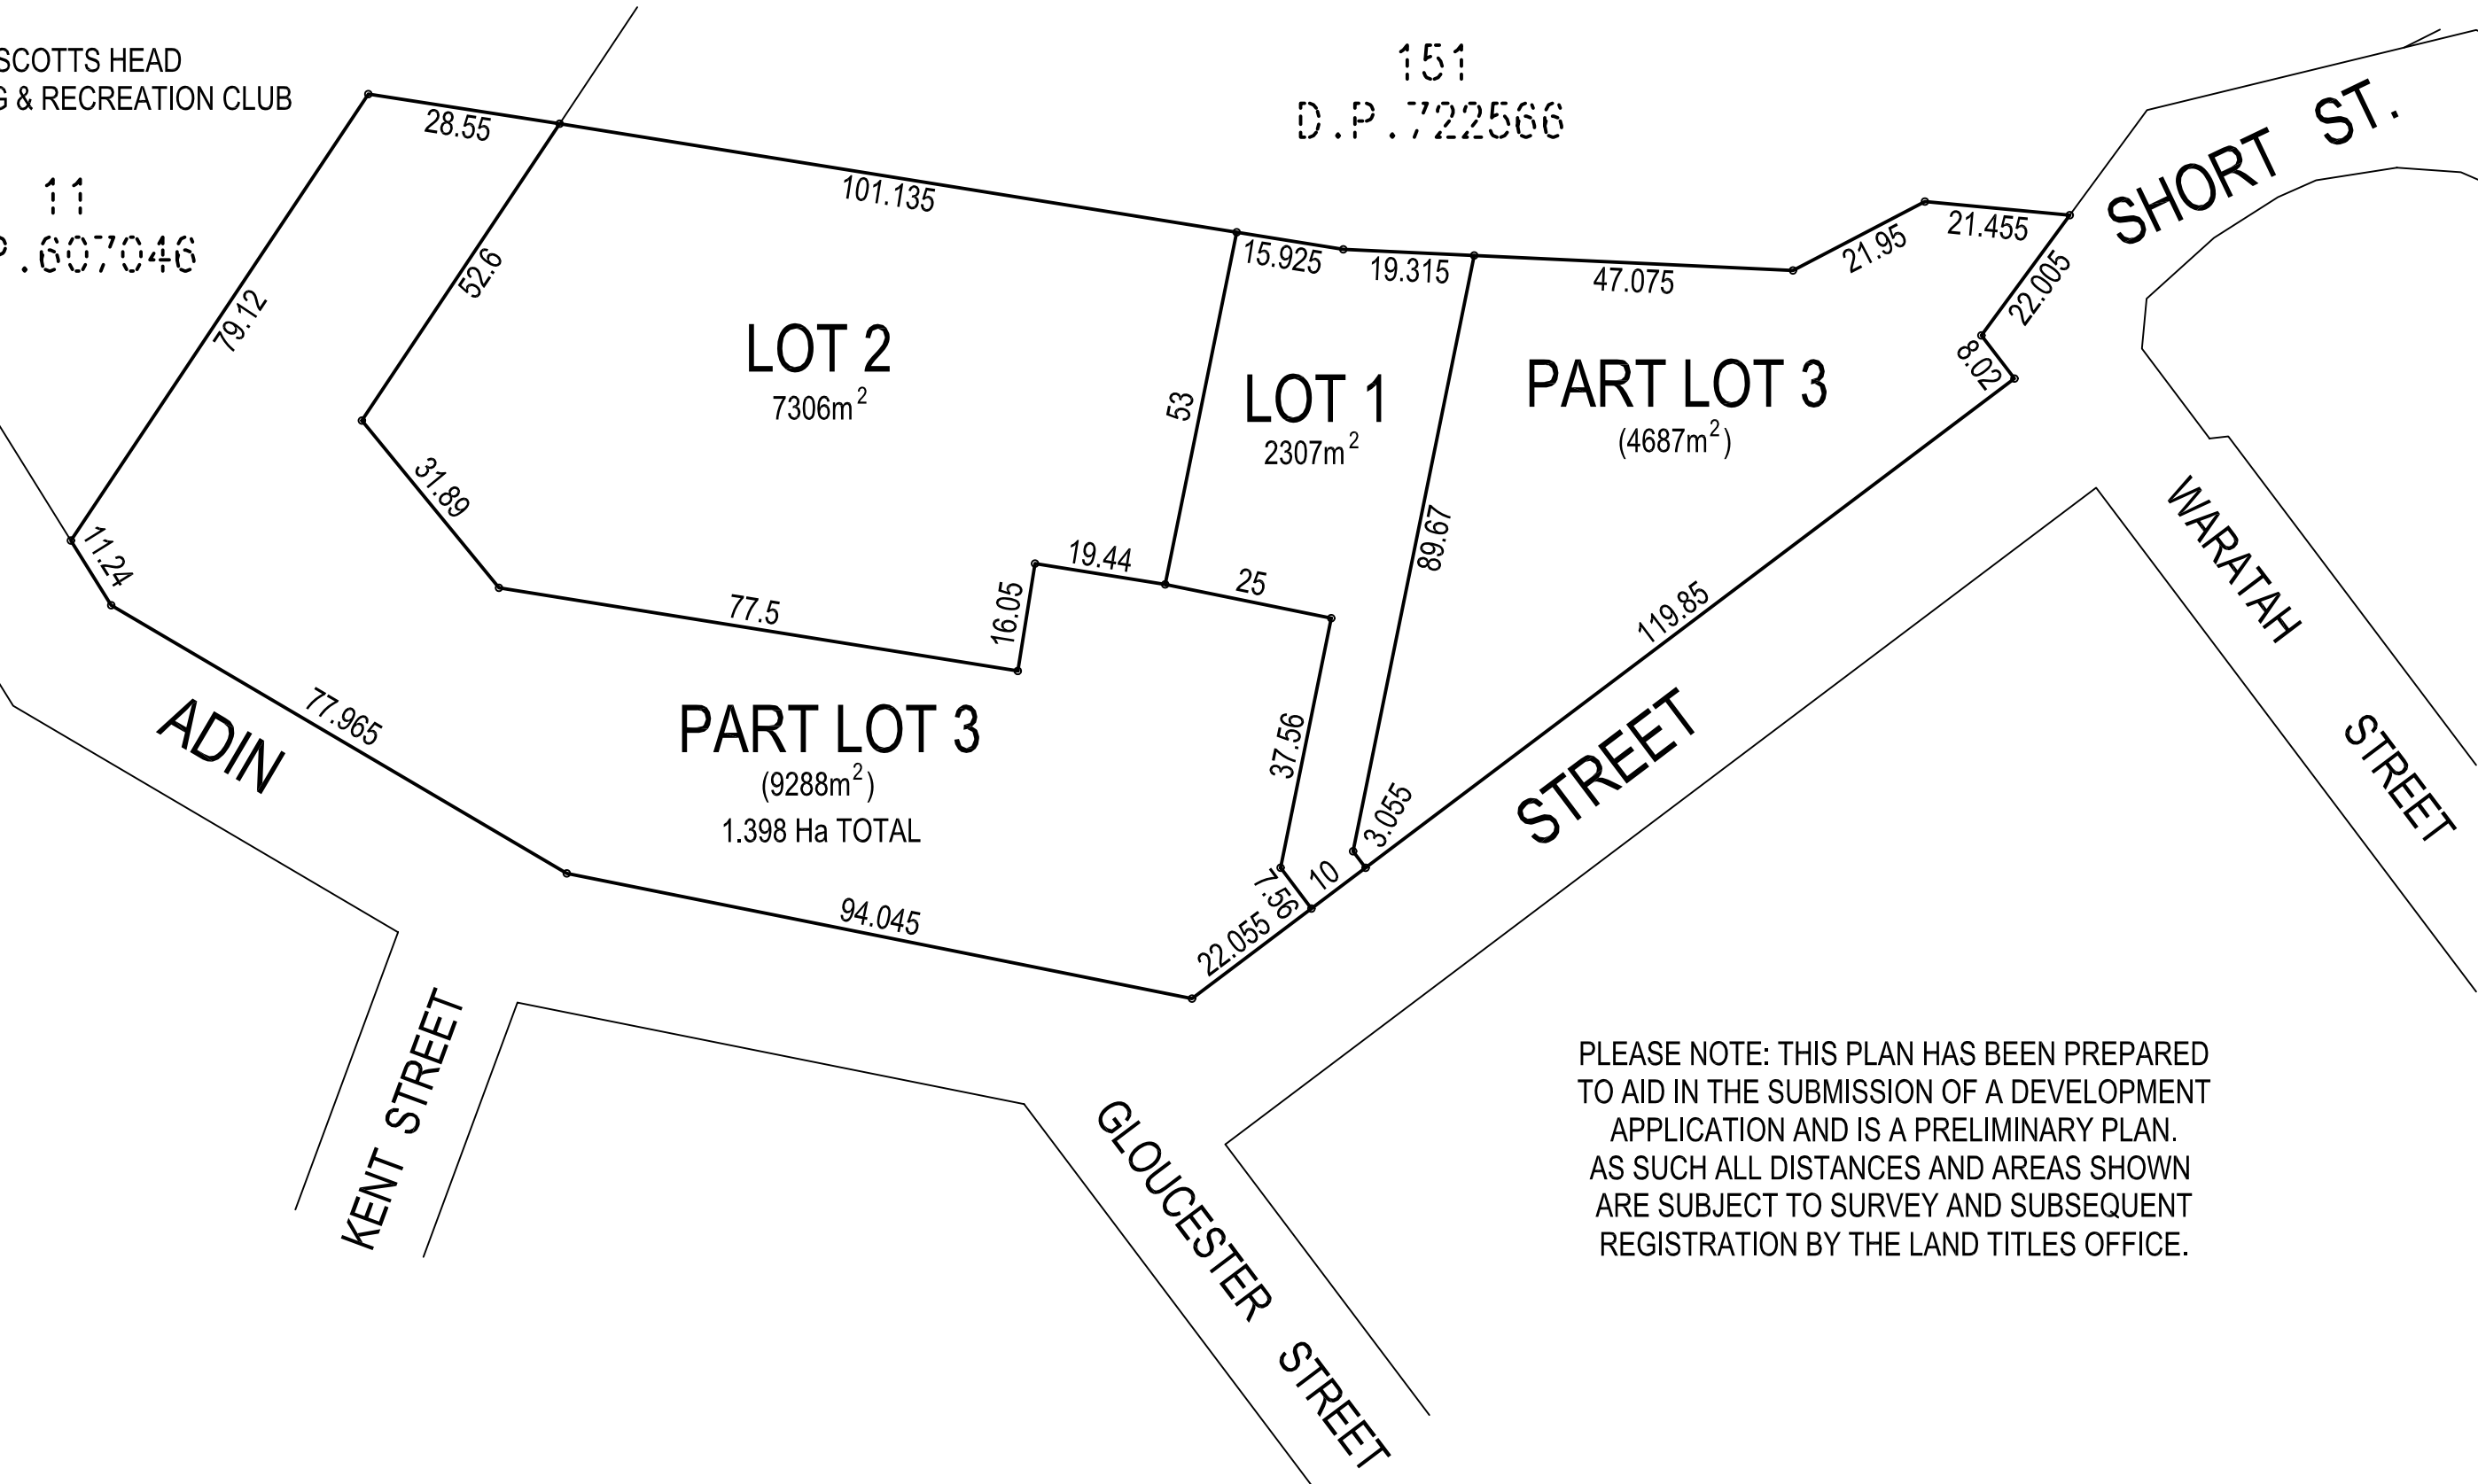 SCOTTS HEAD
& RECREATION CLUB
11
P.607046
151
D.P.722566
SHORT ST.
28.55
101.135
15.925
19.315
47.075
21.95
21.455
22.005
8.02
79.12
52.6
LOT 2
7306m²
53
LOT 1
2307m²
PART LOT 3
(4687m²)
31.89
11.24
19.44
25
89.67
16.05
77.5
119.85
WARATAH STREET
77.965
ADIN STREET
PART LOT 3
(9288m²)
1.398 Ha TOTAL
37.56
3.055
7.56
10
22.055
94.045
KENT STREET
GLOUCESTER STREET
PLEASE NOTE: THIS PLAN HAS BEEN PREPARED
TO AID IN THE SUBMISSION OF A DEVELOPMENT
APPLICATION AND IS A PRELIMINARY PLAN.
AS SUCH ALL DISTANCES AND AREAS SHOWN
ARE SUBJECT TO SURVEY AND SUBSEQUENT
REGISTRATION BY THE LAND TITLES OFFICE.